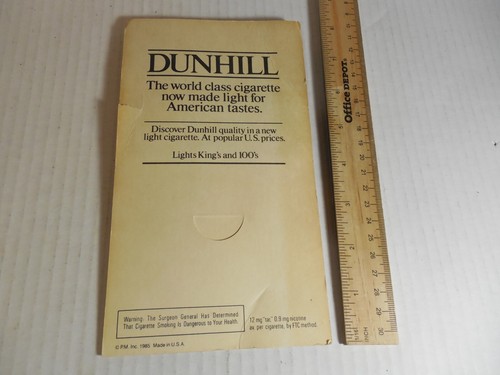 DUNHILL
The world class cigarette
now made light for
American tastes.
Discover Dunhill quality in a new
light cigarette. At popular U.S. prices.
Lights King's and 100's
Warning: The Surgeon General Has Determined
That Cigarette Smoking Is Dangerous to Your Health.
12 mg "tar," 0.9 mg nicotine
av. per cigarette, by FTC method.
© P.M. Inc. 1985 Made in U.S.A.
Office DEPOT
INCH